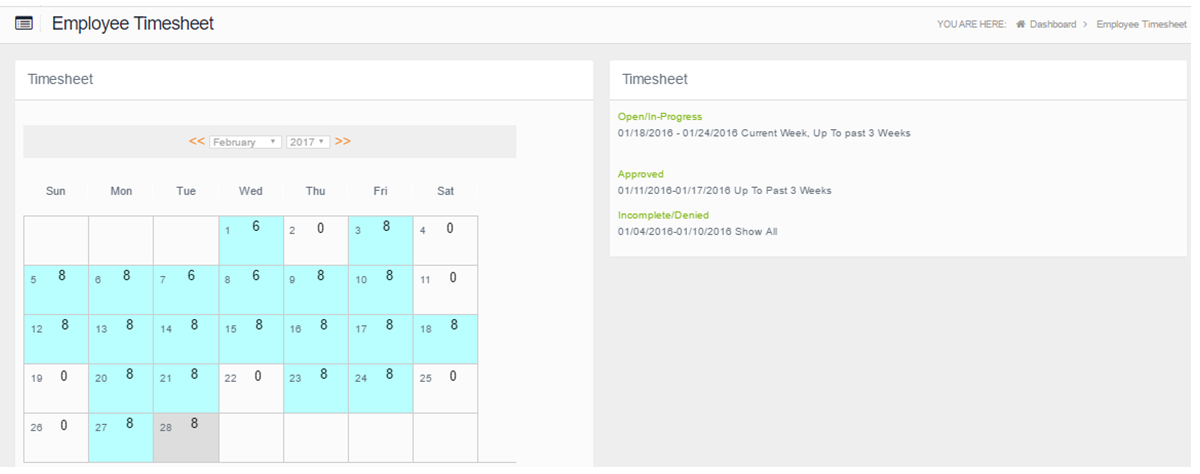 Employee Timesheet
YOU ARE HERE: Dashboard > Employee Timesheet
Timesheet
<< February 2017 >>
Sun Mon Tue Wed Thu Fri Sat
1 6 2 0 3 8 4 0
5 8 6 8 7 6 8 6 9 8 10 8 11 0
12 8 13 8 14 8 15 8 16 8 17 8 18 8
19 0 20 8 21 8 22 0 23 8 24 8 25 0
26 0 27 8 28 8
Timesheet
Open/In-Progress
01/18/2016 - 01/24/2016 Current Week, Up To past 3 Weeks
Approved
01/11/2016-01/17/2016 Up To Past 3 Weeks
Incomplete/Denied
01/04/2016-01/10/2016 Show All